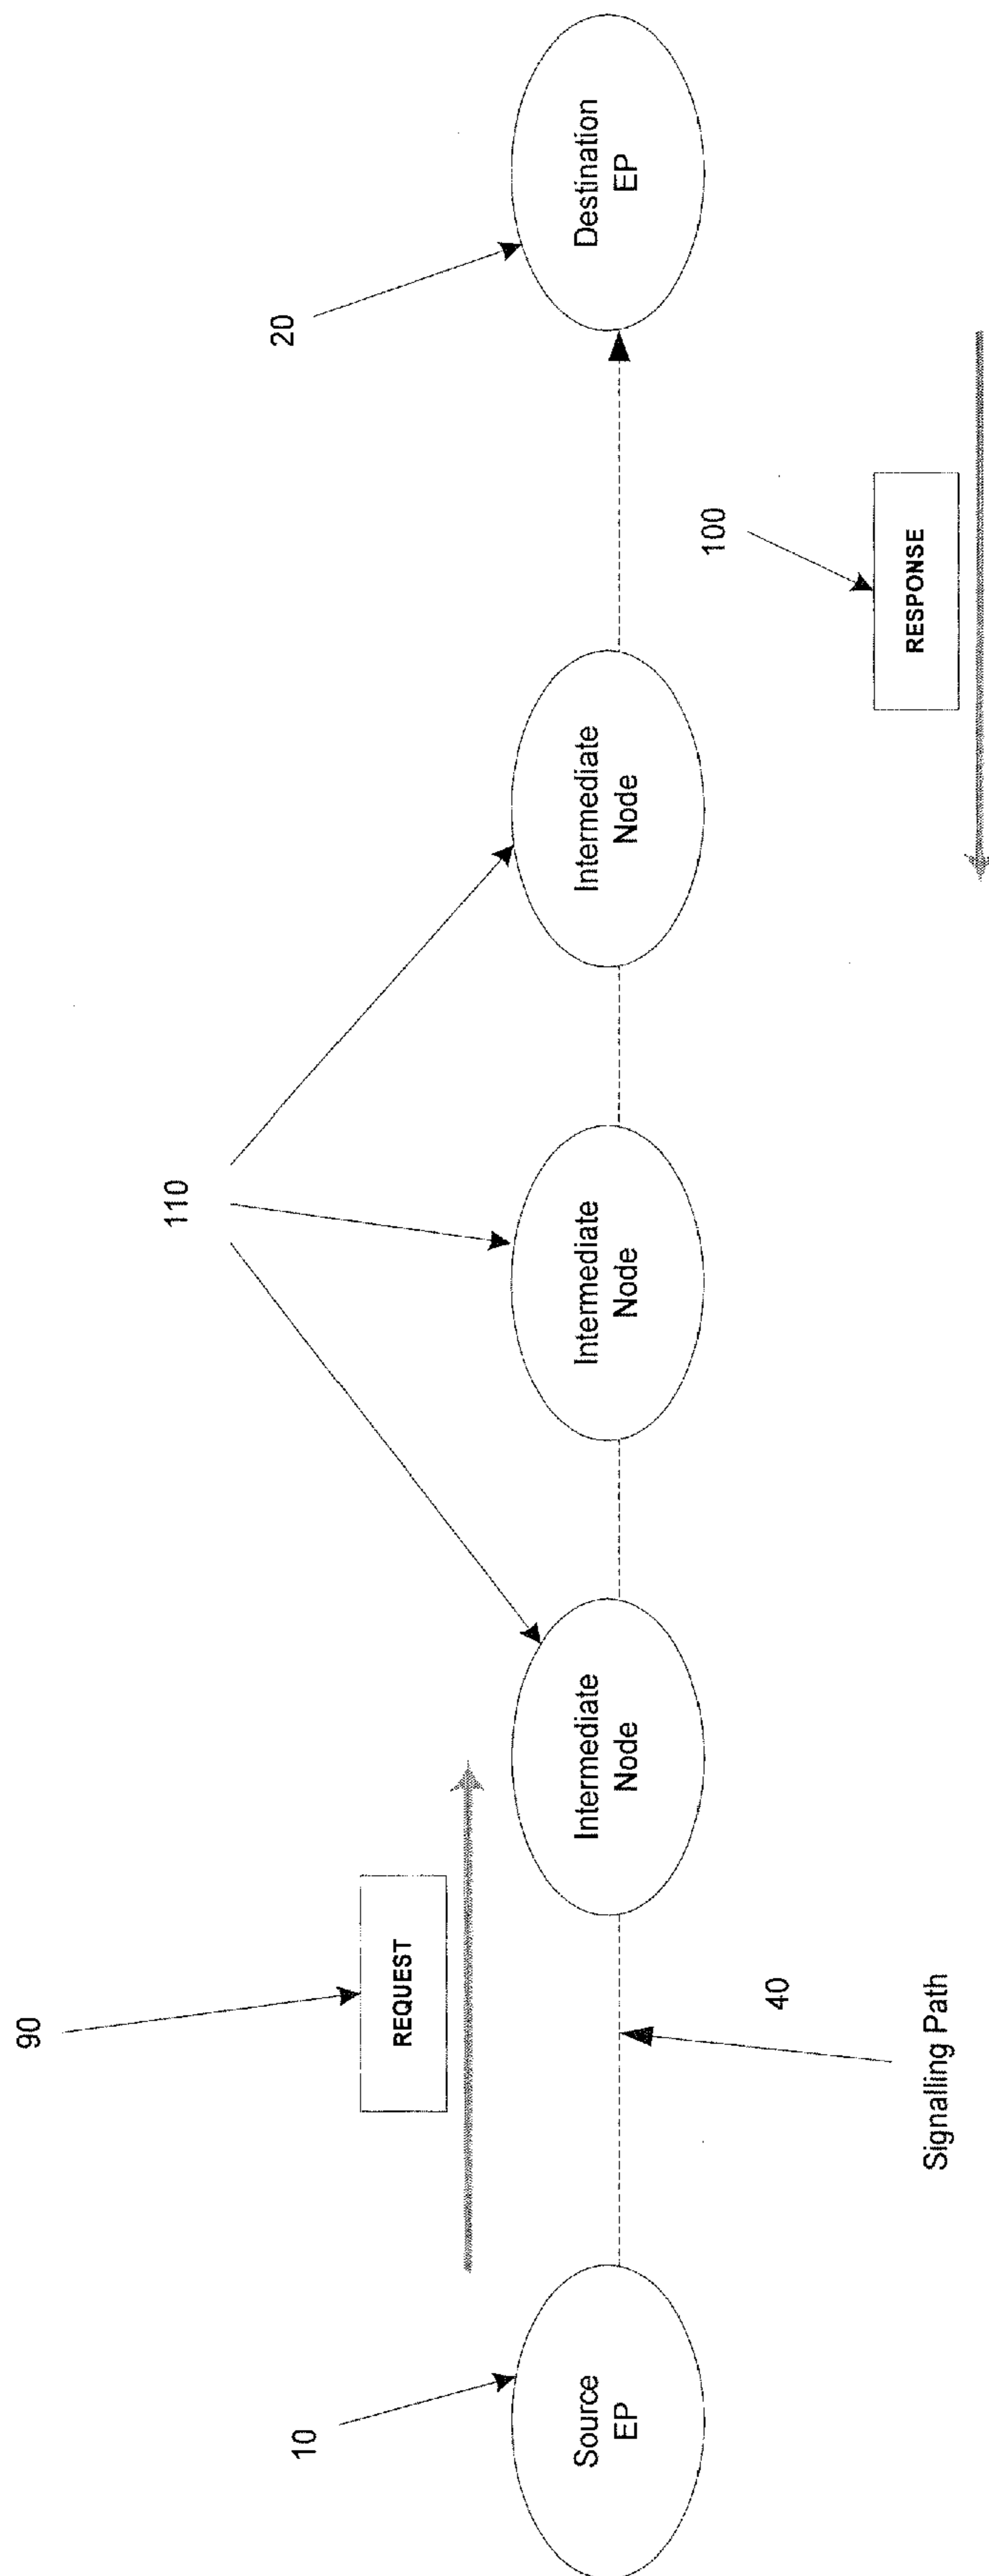 90
REQUEST
110
20
10
Source
EP
Intermediate
Node
Intermediate
Node
Intermediate
Node
Destination
EP
40
Signalling Path
100
RESPONSE